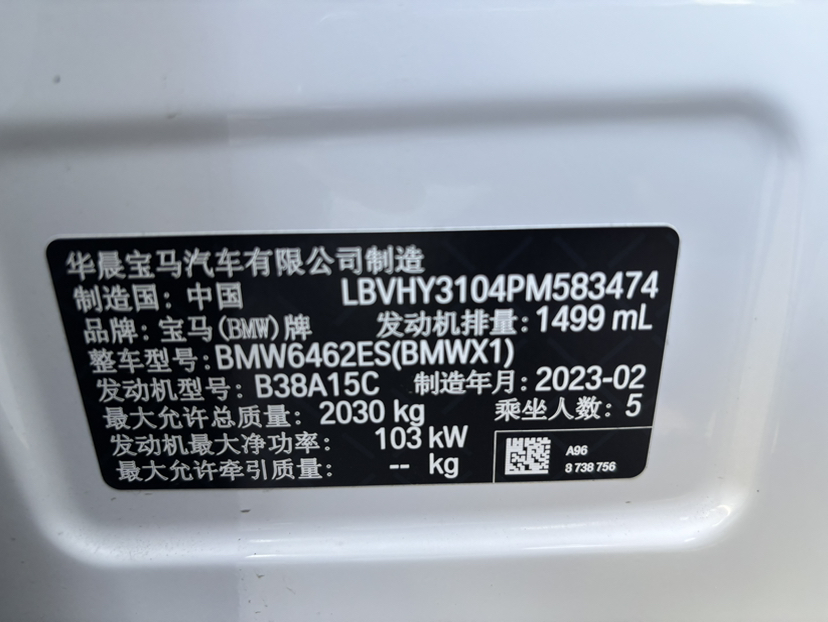 华晨宝马汽车有限公司制造
制造国：中国 LBVHY3104PM583474
品牌：宝马(BMW)牌 发动机排量：1499 mL
整车型号：BMW6462ES(BMWX1)
发动机型号：B38A15C 制造年月：2023-02
最大允许总质量：2030 kg 乘坐人数：5
发动机最大净功率：103 kW
最大允许牵引质量：-- kg
A96
8 738 756